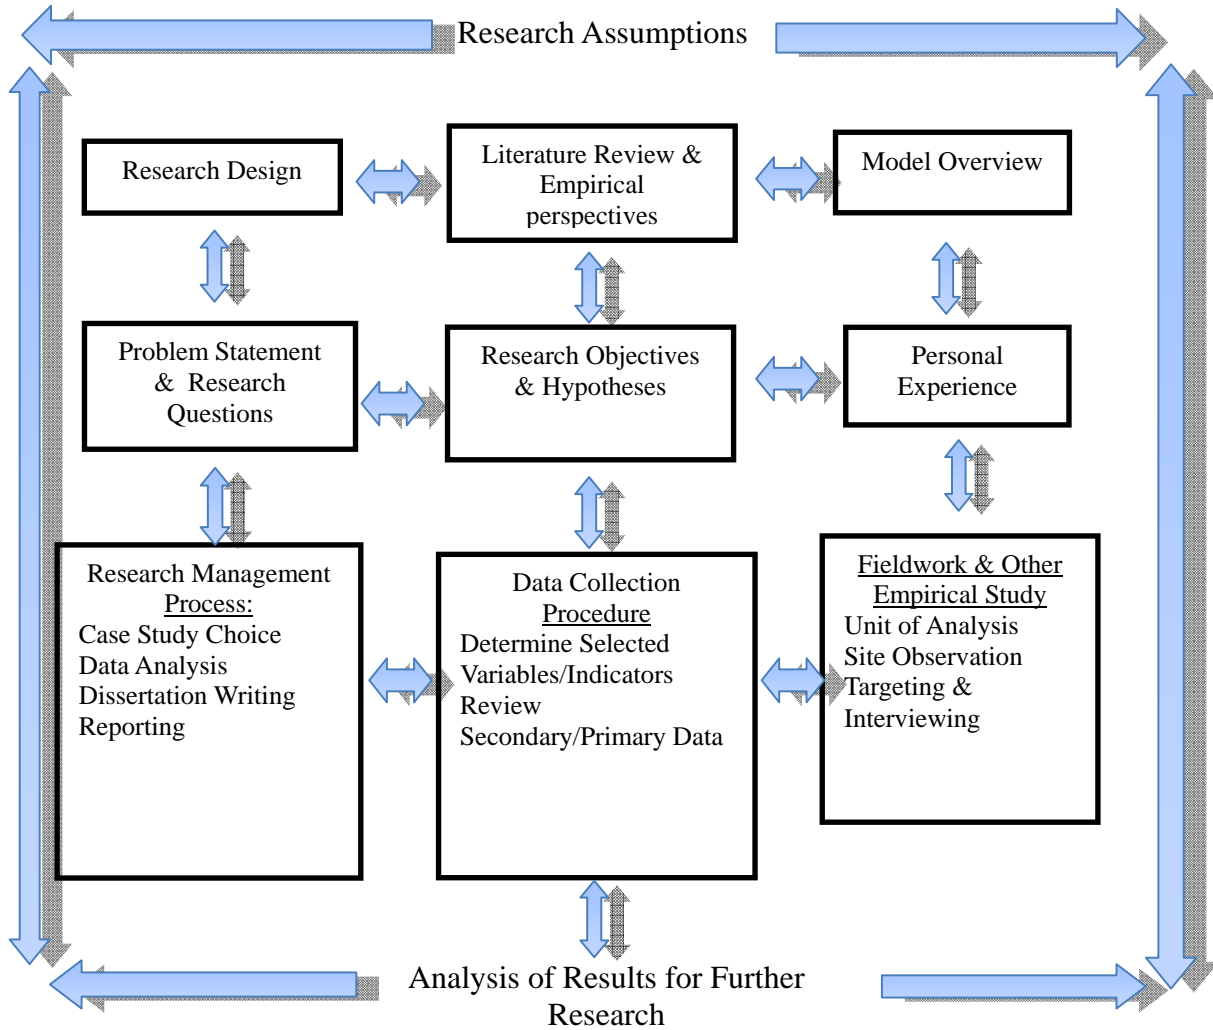 Research Assumptions
Research Design
Literature Review &
Empirical
perspectives
Model Overview
Problem Statement
& Research
Questions
Research Objectives
& Hypotheses
Personal
Experience
Research Management
Process:
Case Study Choice
Data Analysis
Dissertation Writing
Reporting
Data Collection
Procedure
Determine Selected
Variables/Indicators
Review
Secondary/Primary Data
Fieldwork & Other
Empirical Study
Unit of Analysis
Site Observation
Targeting &
Interviewing
Analysis of Results for Further
Research